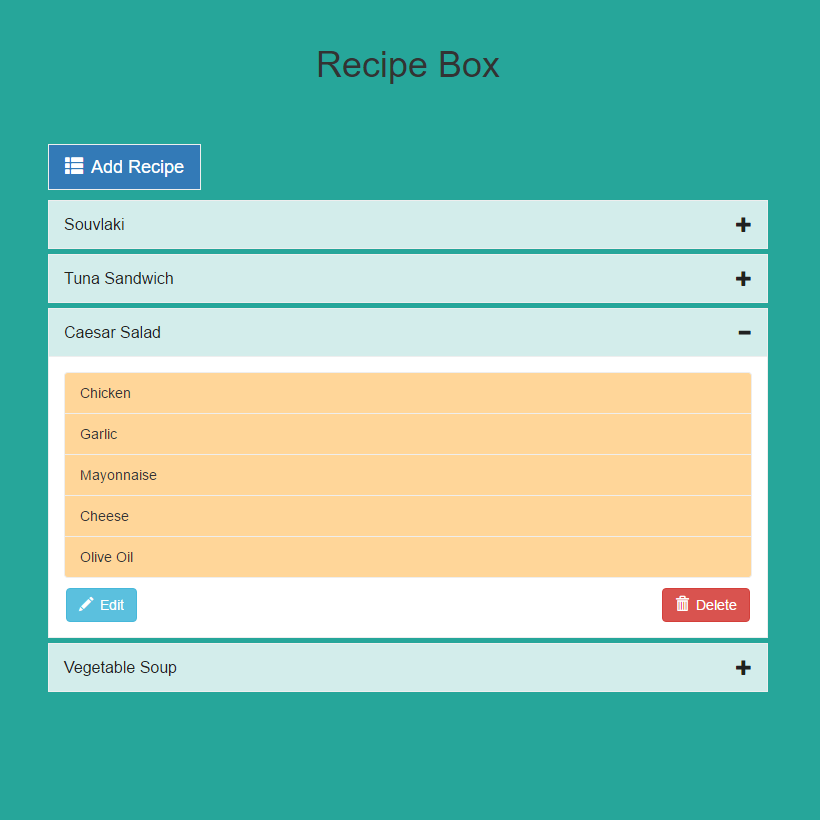 Recipe Box
Add Recipe
Souvlaki
Tuna Sandwich
Caesar Salad
Chicken
Garlic
Mayonnaise
Cheese
Olive Oil
Edit
Delete
Vegetable Soup